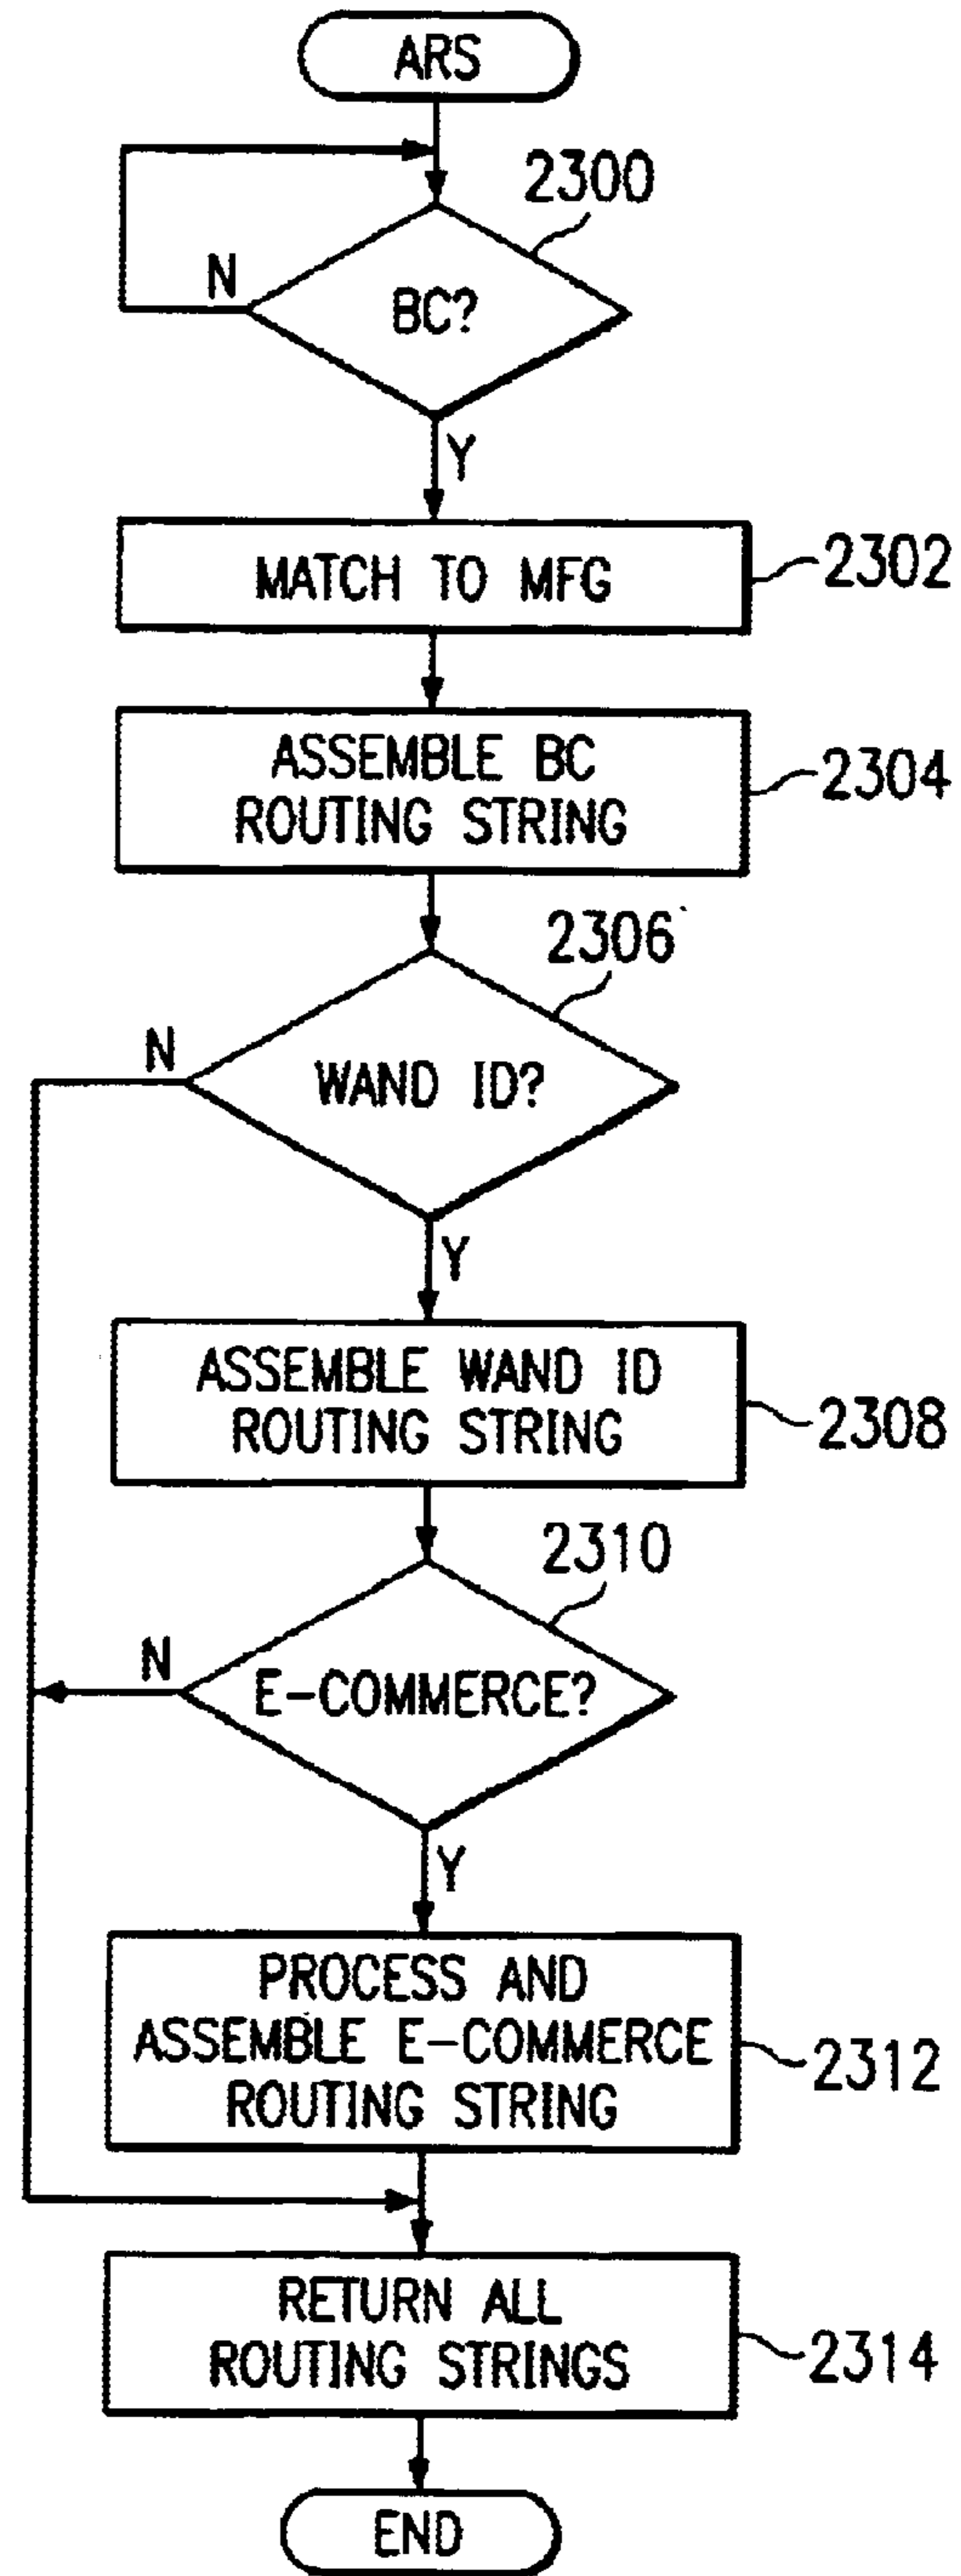 ARS
2300
N
BC?
Y
MATCH TO MFG
2302
ASSEMBLE BC
ROUTING STRING
2304
2306
N
WAND ID?
Y
ASSEMBLE WAND ID
ROUTING STRING
2308
2310
N
E-COMMERCE?
Y
PROCESS AND
ASSEMBLE E-COMMERCE
ROUTING STRING
2312
RETURN ALL
ROUTING STRINGS
2314
END